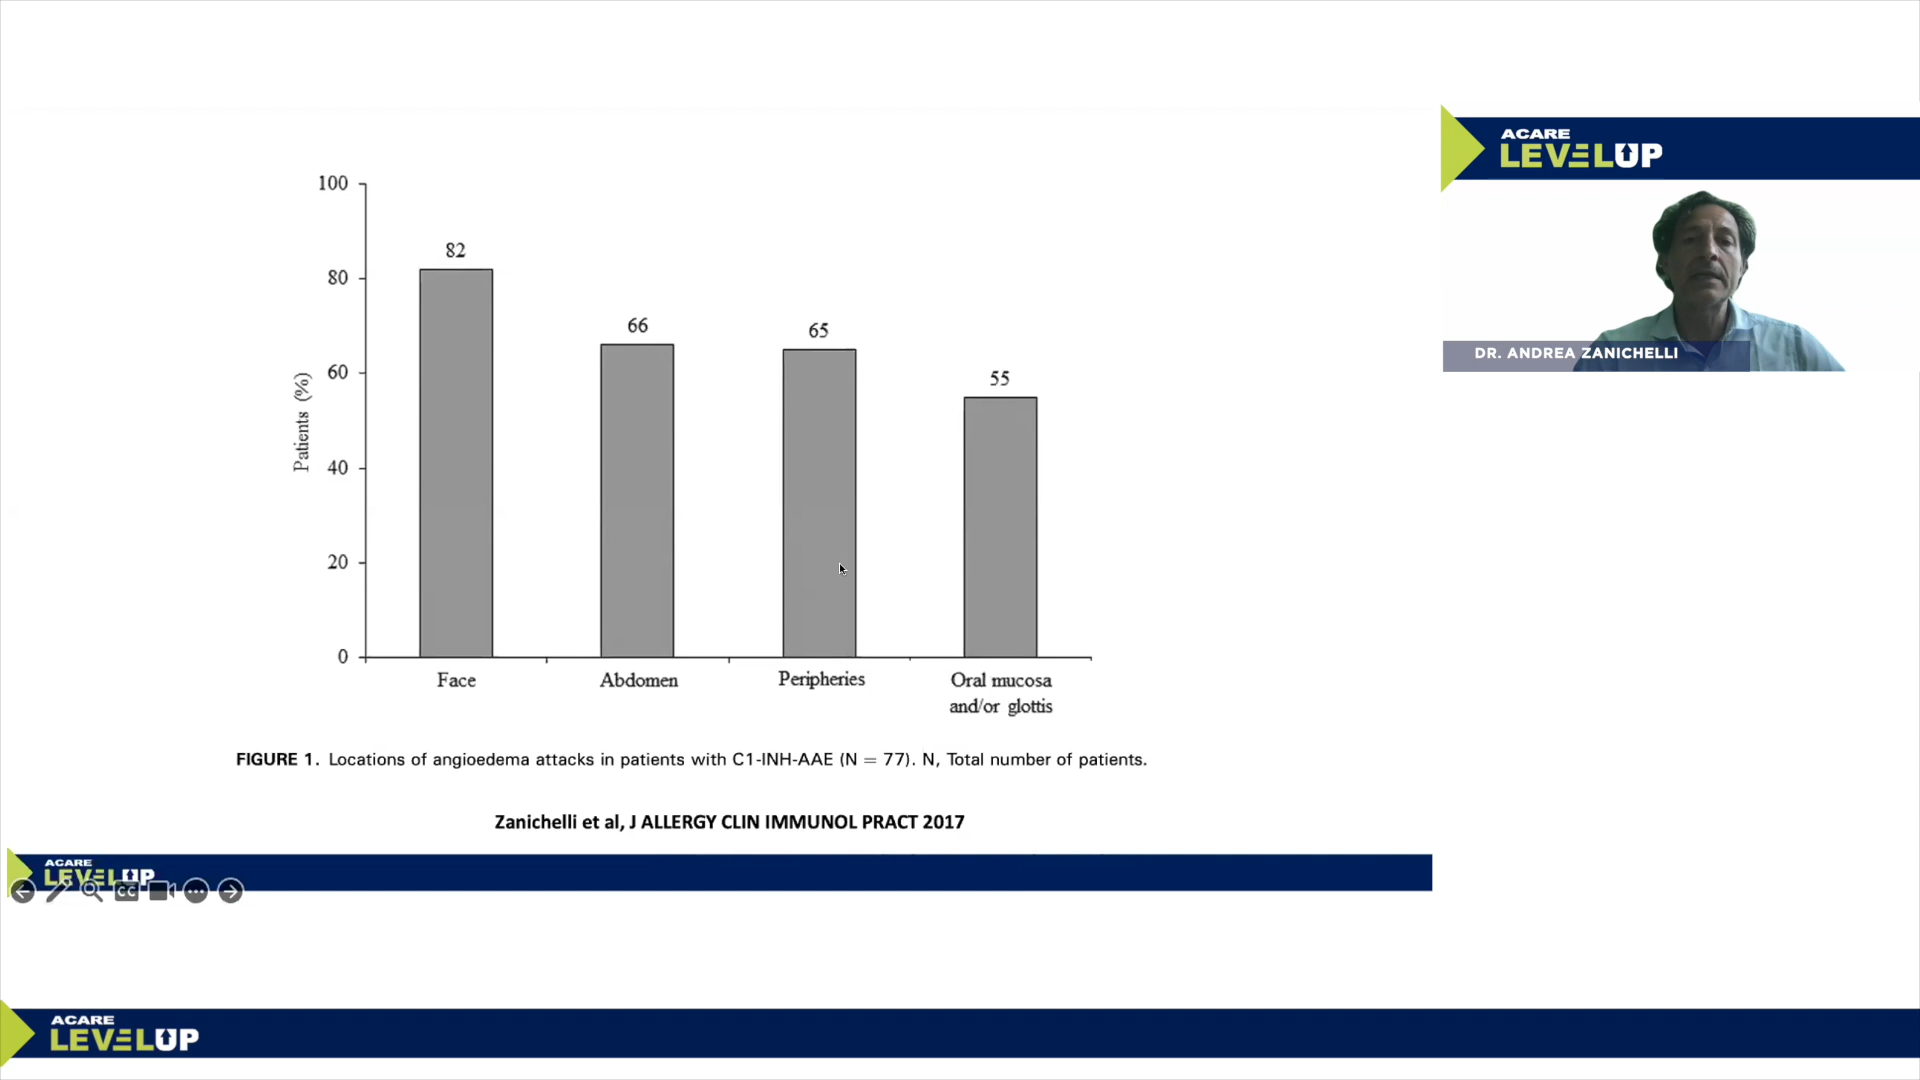 ACARE
LEVELUP
DR. ANDREA ZANICHELLI
100
80
60
40
20
0
Patients (%)
82
66
65
55
Face
Abdomen
Peripheries
Oral mucosa
and/or glottis
FIGURE 1. Locations of angioedema attacks in patients with C1-INH-AAE (N = 77). N, Total number of patients.
Zanichelli et al, J ALLERGY CLIN IMMUNOL PRACT 2017
ACARE
LEVELUP
CC
ACARE
LEVELUP